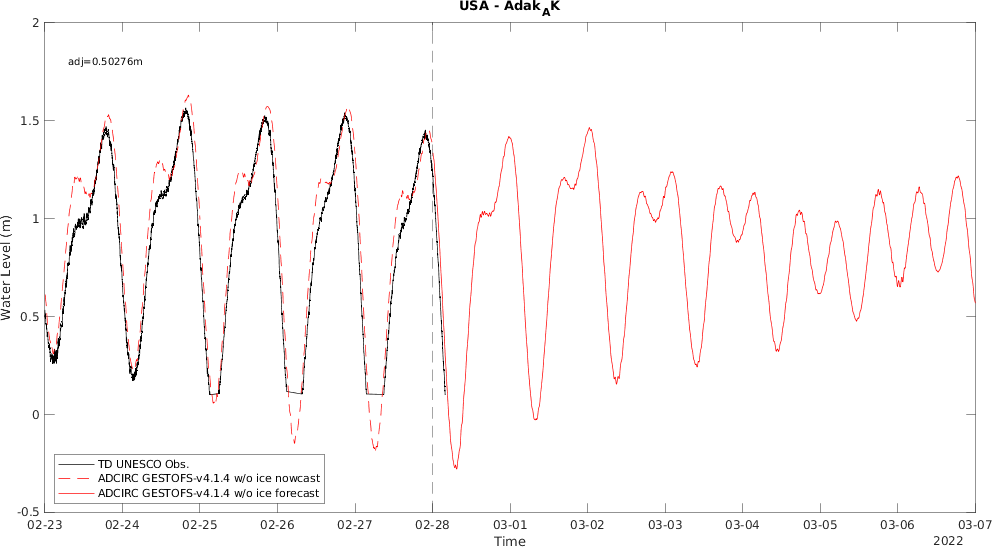 USA - Adak_AK
2
1.5
1
0.5
0
-0.5
Water Level (m)
adj=0.50276m
TD UNESCO Obs.
ADCIRC GESTOFS-v4.1.4 w/o ice nowcast
ADCIRC GESTOFS-v4.1.4 w/o ice forecast
02-23 02-24 02-25 02-26 02-27 02-28 03-01 03-02 03-03 03-04 03-05 03-06 03-07
Time
2022